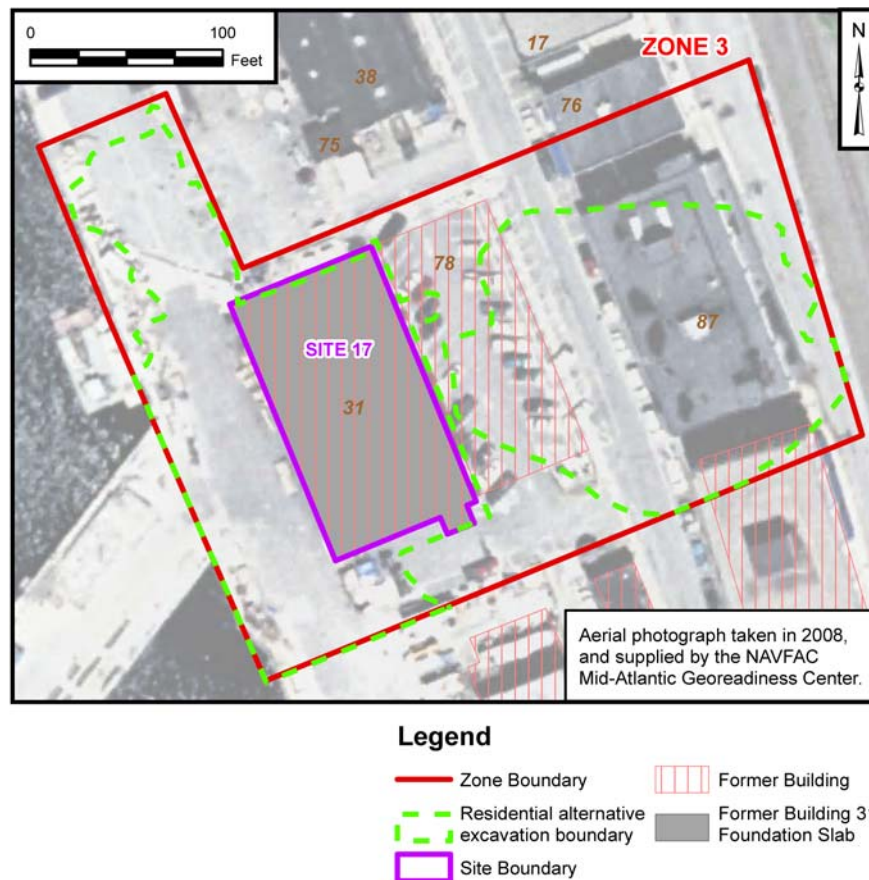 0 100
Feet
N
ZONE 3
17
38
76
75
78
87
SITE 17
31
Aerial photograph taken in 2008,
and supplied by the NAVFAC
Mid-Atlantic Georeadiness Center.
Legend
Zone Boundary
Former Building
Residential alternative
excavation boundary
Former Building 31
Foundation Slab
Site Boundary